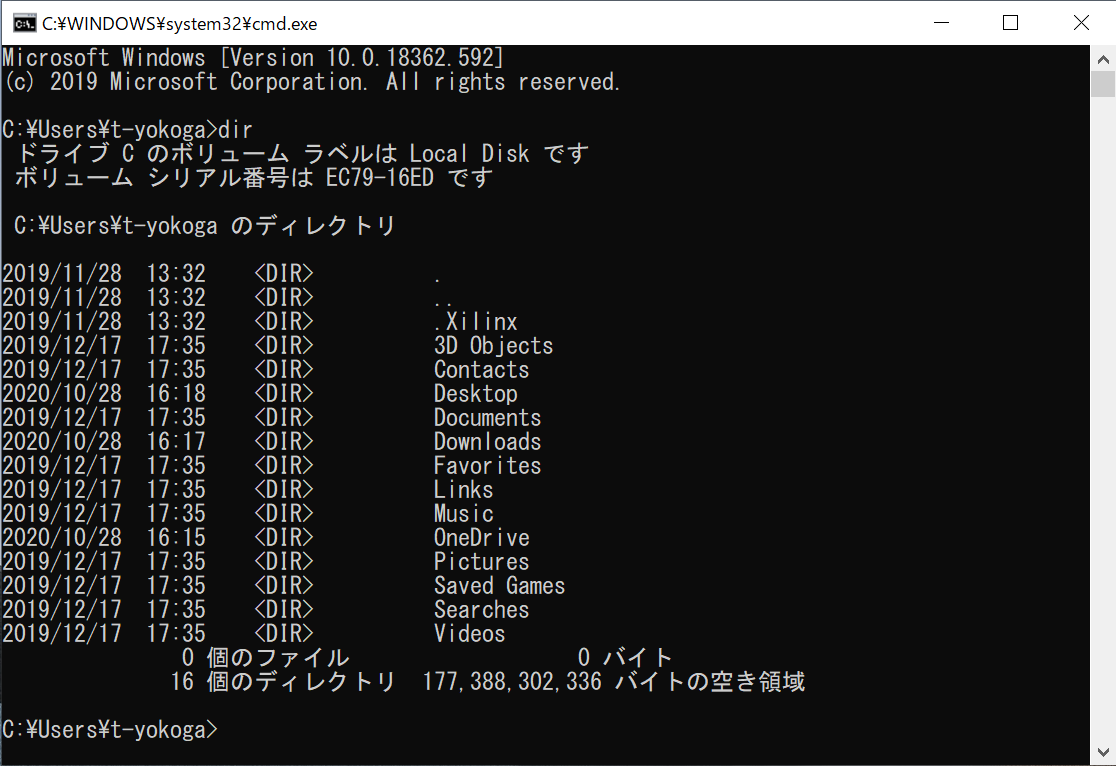 C:¥WINDOWS¥system32¥cmd.exe
Microsoft Windows [Version 10.0.18362.592]
(c) 2019 Microsoft Corporation. All rights reserved.
C:¥Users¥t-yokoga>dir
ドライブ C のボリューム ラベルは Local Disk です
ボリューム シリアル番号は EC79-16ED です
C:¥Users¥t-yokoga のディレクトリ
2019/11/28  13:32    <DIR>          .
2019/11/28  13:32    <DIR>          ..
2019/11/28  13:32    <DIR>          .Xilinx
2019/12/17  17:35    <DIR>          3D Objects
2019/12/17  17:35    <DIR>          Contacts
2020/10/28  16:18    <DIR>          Desktop
2019/12/17  17:35    <DIR>          Documents
2020/10/28  16:17    <DIR>          Downloads
2019/12/17  17:35    <DIR>          Favorites
2019/12/17  17:35    <DIR>          Links
2019/12/17  17:35    <DIR>          Music
2020/10/28  16:15    <DIR>          OneDrive
2019/12/17  17:35    <DIR>          Pictures
2019/12/17  17:35    <DIR>          Saved Games
2019/12/17  17:35    <DIR>          Searches
2019/12/17  17:35    <DIR>          Videos
0 個のファイル                   0 バイト
16 個のディレクトリ  177,388,302,336 バイトの空き領域
C:¥Users¥t-yokoga>